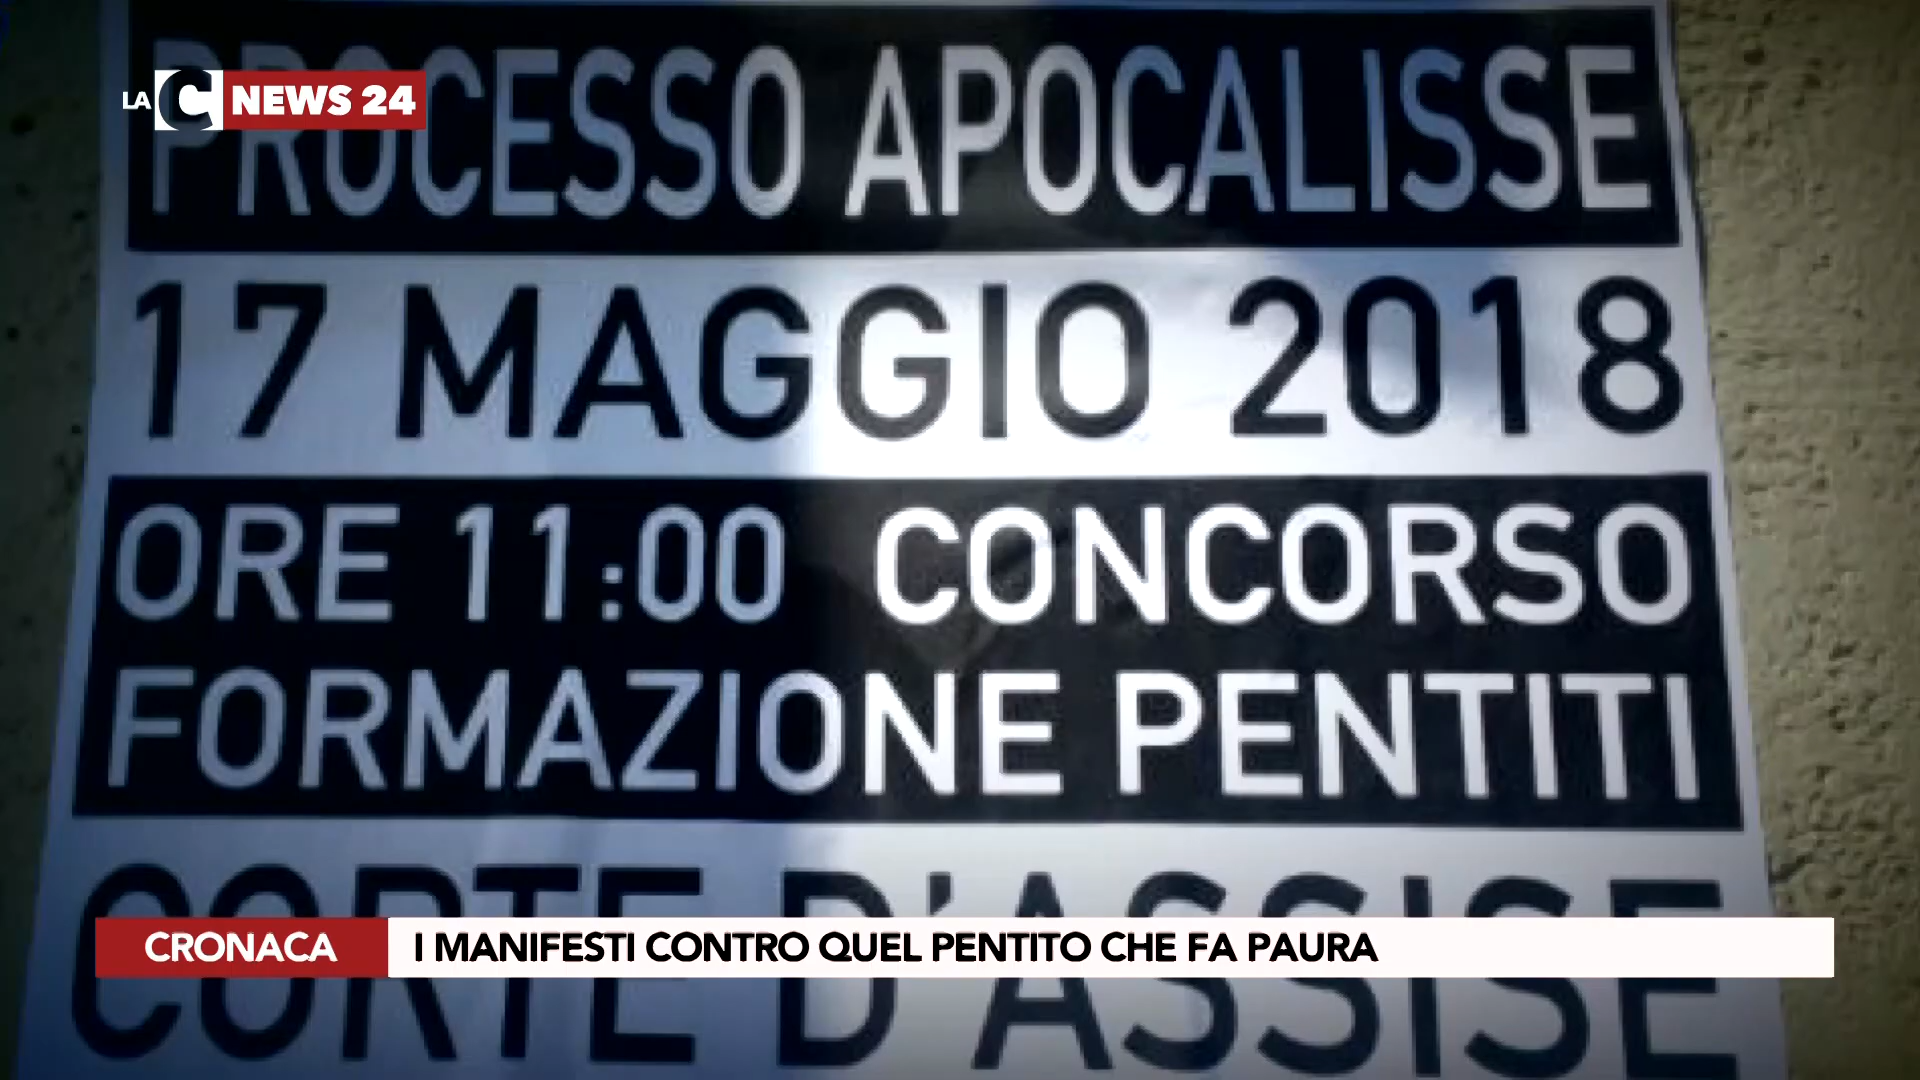 PROCESSO APOCALISSE
LA C NEWS 24
17 MAGGIO 2018
ORE 11:00 CONCORSO
FORMAZIONE PENTITI
CORTE D'ASSISE
CRONACA I MANIFESTI CONTRO QUEL PENTITO CHE FA PAURA